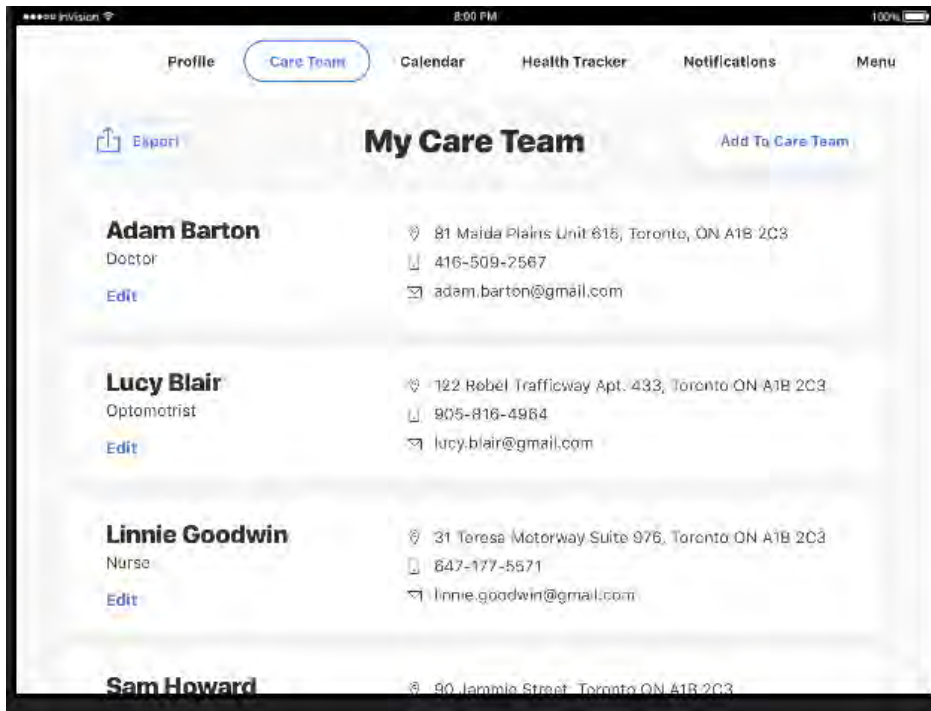 InVision
8:00 PM
100%
Profile
Care Team
Calendar
Health Tracker
Notifications
Menu
Export
My Care Team
Add To Care Team
Adam Barton
Doctor
Edit
81 Maida Plains Unit 615, Toronto, ON A1B 2C3
416-509-2567
adam.barton@gmail.com
Lucy Blair
Optometrist
Edit
122 Rebel Trafficway Apt. 433, Toronto ON A1B 2C3
905-816-4964
lucy.blair@gmail.com
Linnie Goodwin
Nurse
Edit
31 Teresa Motorway Suite 976, Toronto ON A1B 2C3
647-177-5571
linnie.goodwin@gmail.com
Sam Howard
90 Street, Toronto ON A1B 2C3